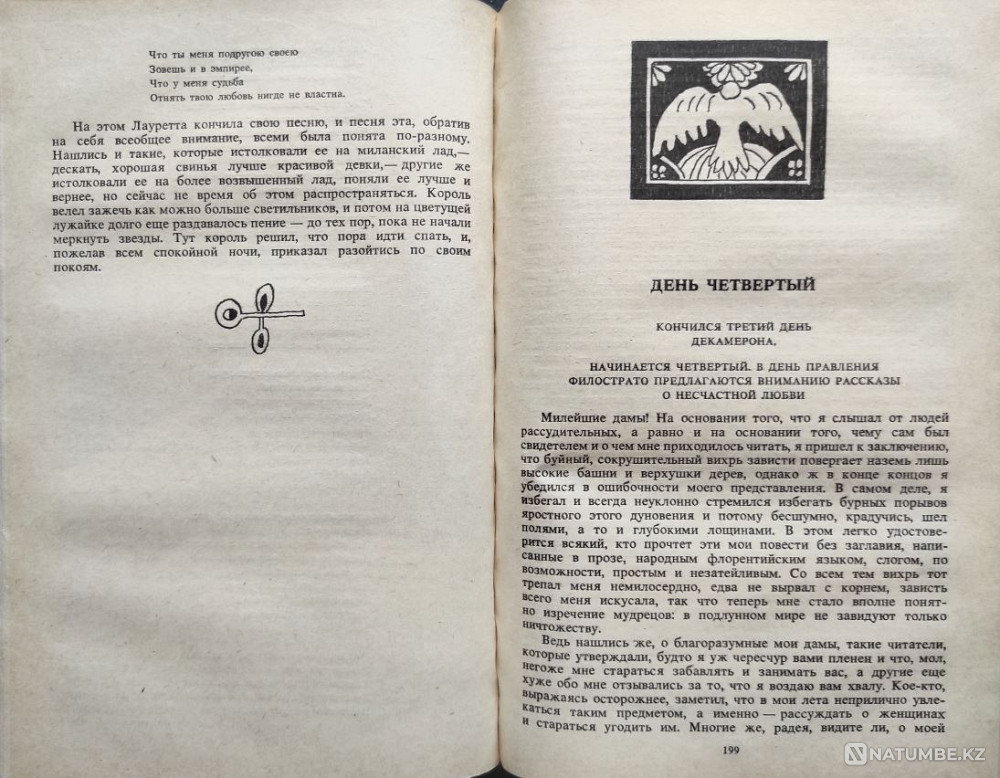 Что ты меня подругою своею
Зовешь и в эмпирее,
Что у меня судьба
Отнять твою любовь нигде не властна.
На этом Лауретта кончила свою песню, и песня эта, обратив
на себя всеобщее внимание, всеми была понята по-разному.
Нашлись и такие, которые истолковали ее на миланский лад,—
дескать, хорошая свинья лучше красивой девки,— другие же
истолковали ее на более возвышенный лад, поняли ее лучше и
вернее, но сейчас не время об этом распространяться. Король
велел зажечь как можно больше светильников, и потом на цветущей
лужайке долго еще раздавалось пение — до тех пор, пока не начали
меркнуть звезды. Тут король решил, что пора идти спать, и,
пожелав всем спокойной ночи, приказал разойтись по своим
покоям.
ДЕНЬ ЧЕТВЕРТЫЙ
КОНЧИЛСЯ ТРЕТИЙ ДЕНЬ
ДЕКАМЕРОНА.
НАЧИНАЕТСЯ ЧЕТВЕРТЫЙ. В ДЕНЬ ПРАВЛЕНИЯ
ФИЛОСТРАТО ПРЕДЛАГАЮТСЯ ВНИМАНИЮ РАССКАЗЫ
О НЕСЧАСТНОЙ ЛЮБВИ
Милейшие дамы! На основании того, что я слышал от людей
рассудительных, а равно и на основании того, чему сам был
свидетелем и о чем мне приходилось читать, я пришел к заключению,
что буйный, сокрушительный вихрь зависти повергает наземь лишь
высокие башни и верхушки дерев, однако ж в конце концов я
убедился в ошибочности моего представления. В самом деле, я
избегал и всегда неуклонно стремился избегать бурных порывов
яростного этого дуновения и потому бесшумно, крадучись, шел
полями, а то и глубокими лощинами. В этом легко удостове-
рится всякий, кто прочтет эти мои повести без заглавия, напи-
санные в прозе, народным флорентийским языком, слогом, по
возможности, простым и незатейливым. Со всем тем вихрь тот
трепал меня немилосердно, едва не вырвал с корнем, зависть
всего меня искусала, так что теперь мне стало вполне понят-
но изречение мудрецов: в подлунном мире не завидуют только
ничтожеству.
Ведь нашлись же, о благоразумные мои дамы, такие читатели,
которые утверждали, будто я уж чересчур вами пленен и что, мол,
негоже мне стараться забавлять и занимать вас, а другие еще
хуже обо мне отзывались за то, что я воздаю вам хвалу. Кое-кто,
выражаясь осторожнее, заметил, что в мои лета неприлично увле-
каться таким предметом, а именно — рассуждать о женщинах
и стараться угодить им. Многие же, радея, видите ли, о моей
199
NATUMBE.KZ